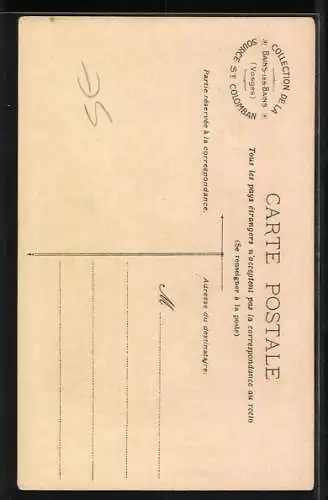 COLLECTION DE LA
SOURCE ST COLOMBAN
* BAINS-LES-BAINS *
(Vosges)
CARTE POSTALE
Tous les pays étrangers n'acceptent pas la correspondance au recto
(Se renseigner à la poste)
Partie réservée à la correspondance.
Adresse du destinataire.
M